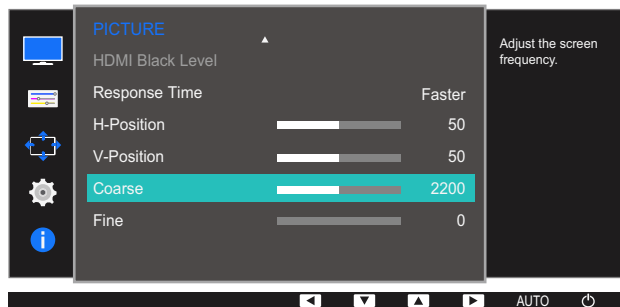 PICTURE
HDMI Black Level
Response Time Faster
H-Position 50
V-Position 50
Coarse 2200
Fine 0
Adjust the screen
frequency.
AUTO